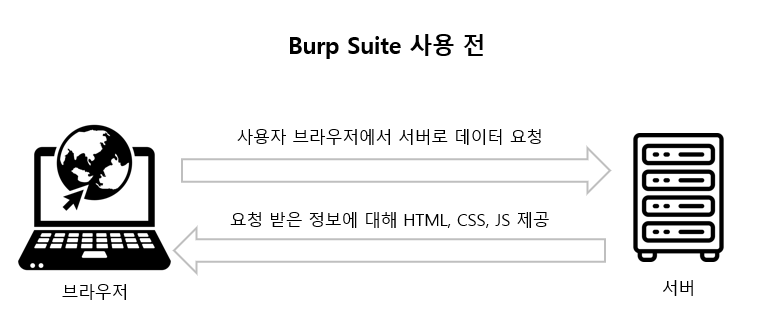 Burp Suite 사용 전
사용자 브라우저에서 서버로 데이터 요청
요청 받은 정보에 대해 HTML, CSS, JS 제공
브라우저
서버